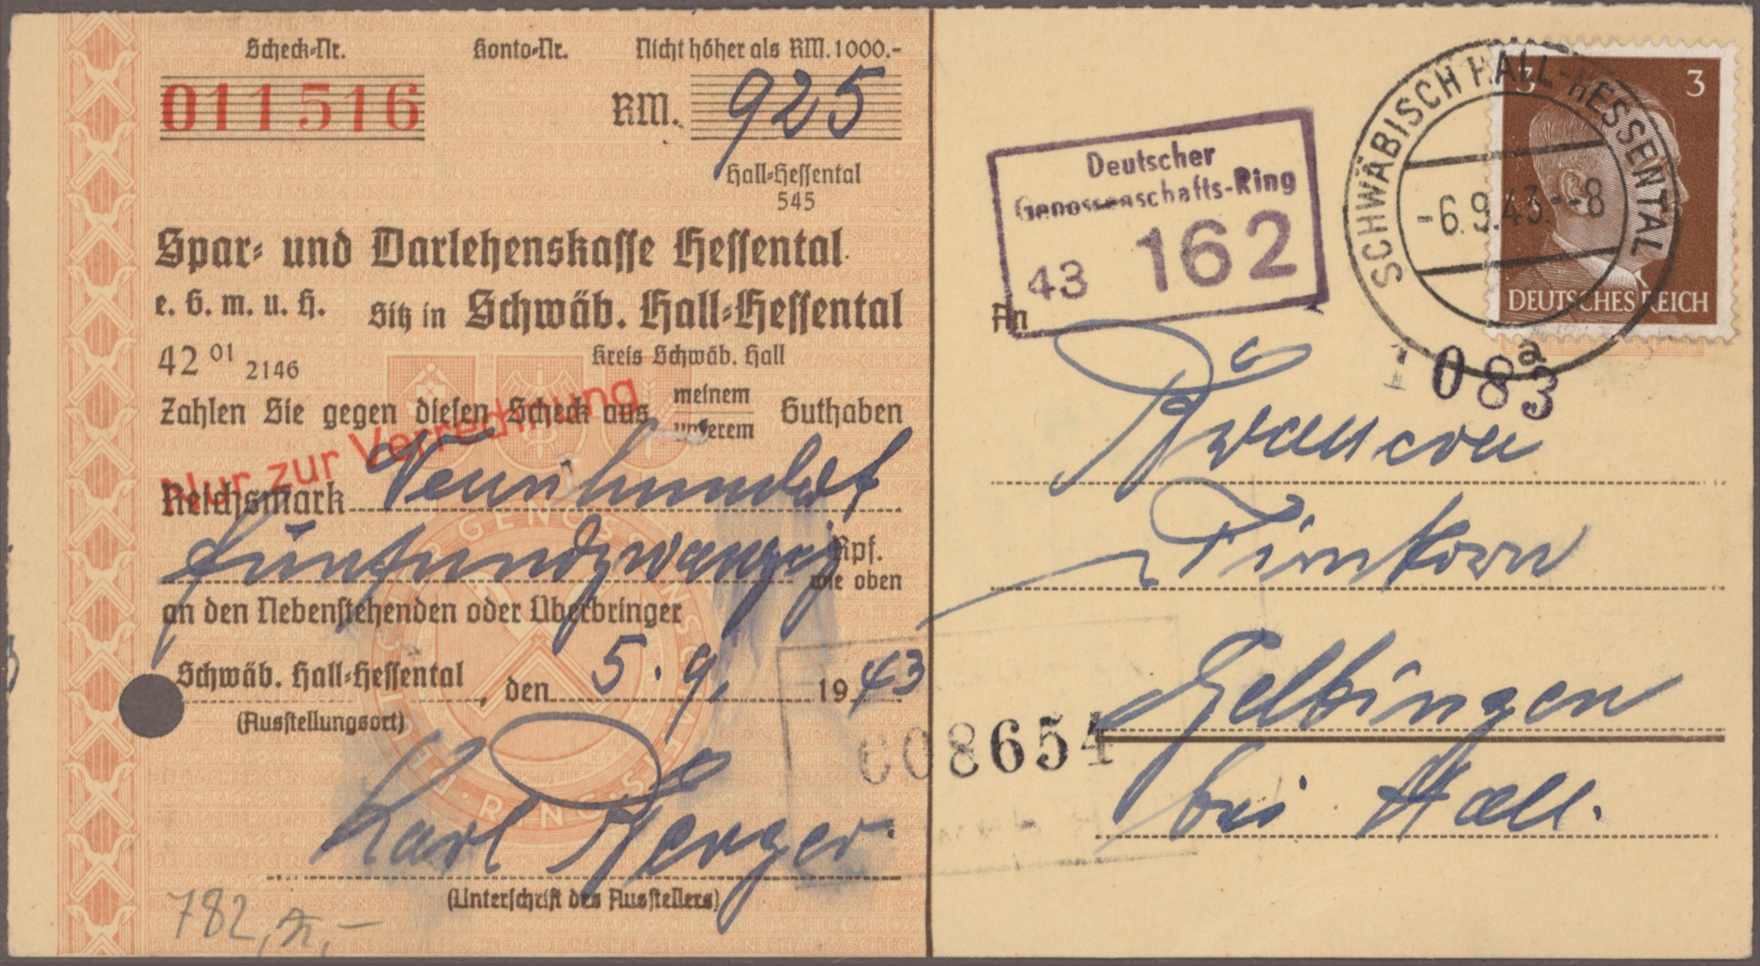 Scheck-Nr. Konto-Nr. Nicht höher als RM. 1000.-
011516 RM. 925
Hall-Hessental
545
Spar- und Darlehenskasse Hessental
e. G. m. u. H. Sitz in Schwäb. Hall-Hessental
42 01 2146 Kreis Schwäb. Hall
Zahlen Sie gegen diesen Scheck aus meinem Guthaben
unserem
Nur zur Verrechnung
Reichsmark Neunhundert
fünfundzwanzig Rpf.
wie oben
an den Nebenstehenden oder Überbringer
Schwäb. Hall-Hessental, den 5. 9. 1943
(Ausstellungsort)
Karl
(Unterschrift des Ausstellers)
782,
Deutscher
Genossenschafts-Ring
43 162
SCHWÄBISCH HALL-HESSENTAL
-6.9.43.--8
a
3 3
DEUTSCHES REICH
083
An
Gelbingen
008654
bei Hall.